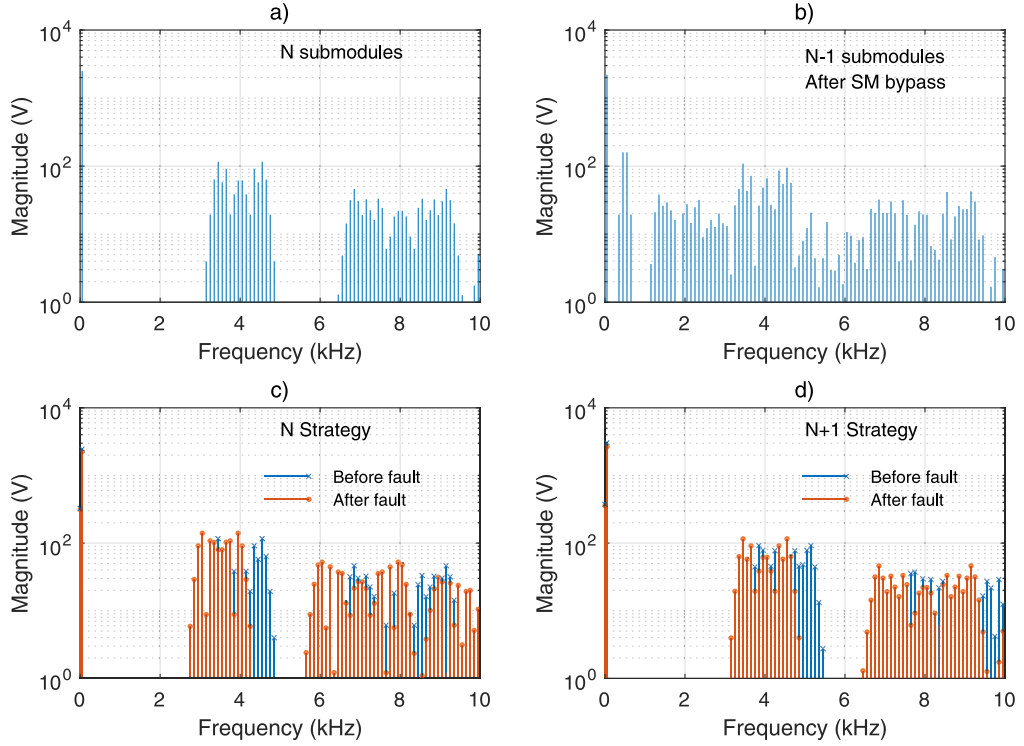 a)
N submodules
Magnitude (V)
10^4
10^2
10^0
0 2 4 6 8 10
Frequency (kHz)
b)
N-1 submodules
After SM bypass
Magnitude (V)
10^4
10^2
10^0
0 2 4 6 8 10
Frequency (kHz)
c)
N Strategy
Before fault
After fault
Magnitude (V)
10^4
10^2
10^0
0 2 4 6 8 10
Frequency (kHz)
d)
N+1 Strategy
Before fault
After fault
Magnitude (V)
10^4
10^2
10^0
0 2 4 6 8 10
Frequency (kHz)